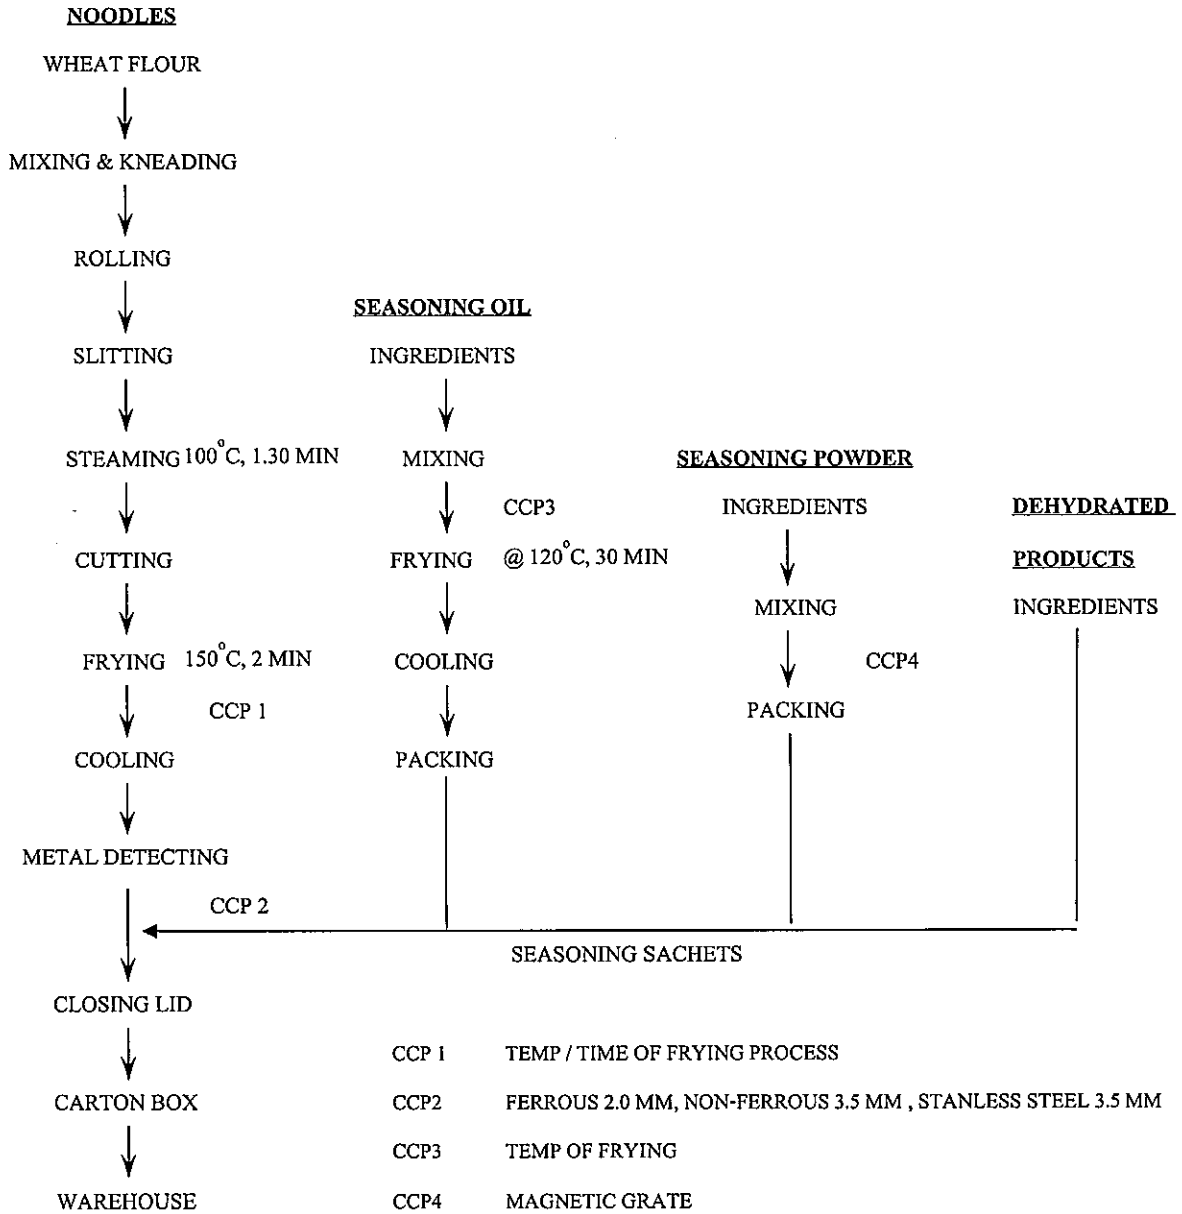 NOODLES
WHEAT FLOUR
MIXING & KNEADING
ROLLING
SLITTING
STEAMING 100°C, 1.30 MIN
CUTTING
FRYING 150°C, 2 MIN
CCP 1
COOLING
METAL DETECTING
CCP 2
SEASONING OIL
INGREDIENTS
MIXING
CCP3
FRYING @ 120°C, 30 MIN
COOLING
PACKING
SEASONING POWDER
INGREDIENTS
MIXING
CCP4
PACKING
DEHYDRATED
PRODUCTS
INGREDIENTS
SEASONING SACHETS
CLOSING LID
CARTON BOX
WAREHOUSE
CCP 1 TEMP / TIME OF FRYING PROCESS
CCP2 FERROUS 2.0 MM, NON-FERROUS 3.5 MM , STANLESS STEEL 3.5 MM
CCP3 TEMP OF FRYING
CCP4 MAGNETIC GRATE